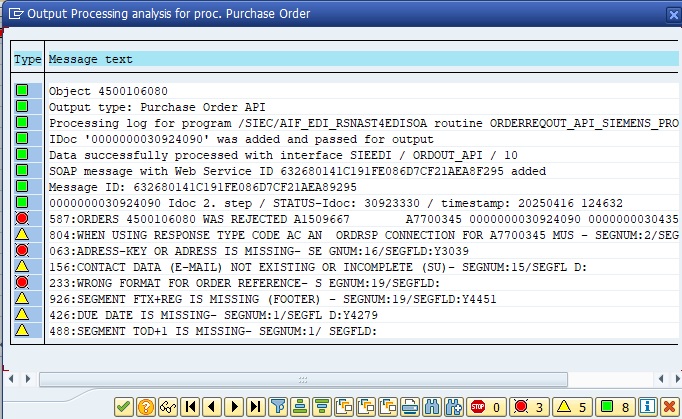 Output Processing analysis for proc. Purchase Order
Type Message text
Object 4500106080
Output type: Purchase Order API
Processing log for program /SIEC/AIF_EDI_RSNAST4EDISOA routine ORDERREQOUT_API_SIEMENS_PRO
IDoc '0000000030924090' was added and passed for output
Data successfully processed with interface SIEEDI / ORDOUT_API / 10
SOAP message with Web Service ID 632680141C191FE086D7CF21AEA8F295 added
Message ID: 632680141C191FE086D7CF21AEA89295
0000000030924090 Idoc 2. step / STATUS-Idoc: 30923330 / timestamp: 20250416 124632
587:ORDERS 4500106080 WAS REJECTED A1509667 A7700345 0000000030924090 0000000030435
804:WHEN USING RESPONSE TYPE CODE AC AN ORDRSP CONNECTION FOR A7700345 MUS - SEGNUM:2/SEG
063:ADRESS-KEY OR ADRESS IS MISSING- SE GNUM:16/SEGFLD:Y3039
156:CONTACT DATA (E-MAIL) NOT EXISTING OR INCOMPLETE (SU)- SEGNUM:15/SEGFL D:
233:WRONG FORMAT FOR ORDER REFERENCE- S EGNUM:19/SEGFLD:
926:SEGMENT FTX+REG IS MISSING (FOOTER) - SEGNUM:19/SEGFLD:Y4451
426:DUE DATE IS MISSING- SEGNUM:1/SEGFL D:Y4279
488:SEGMENT TOD+1 IS MISSING- SEGNUM:1/ SEGFLD:
STOP 0 3 5 8